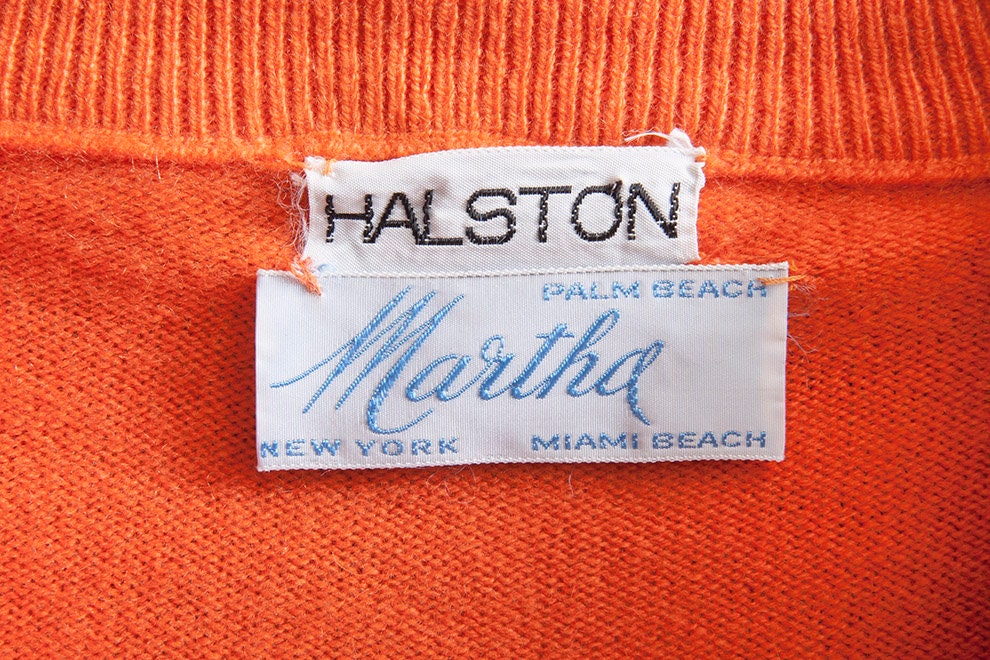 HALSTON
PALM BEACH
Martha
NEW YORK MIAMI BEACH